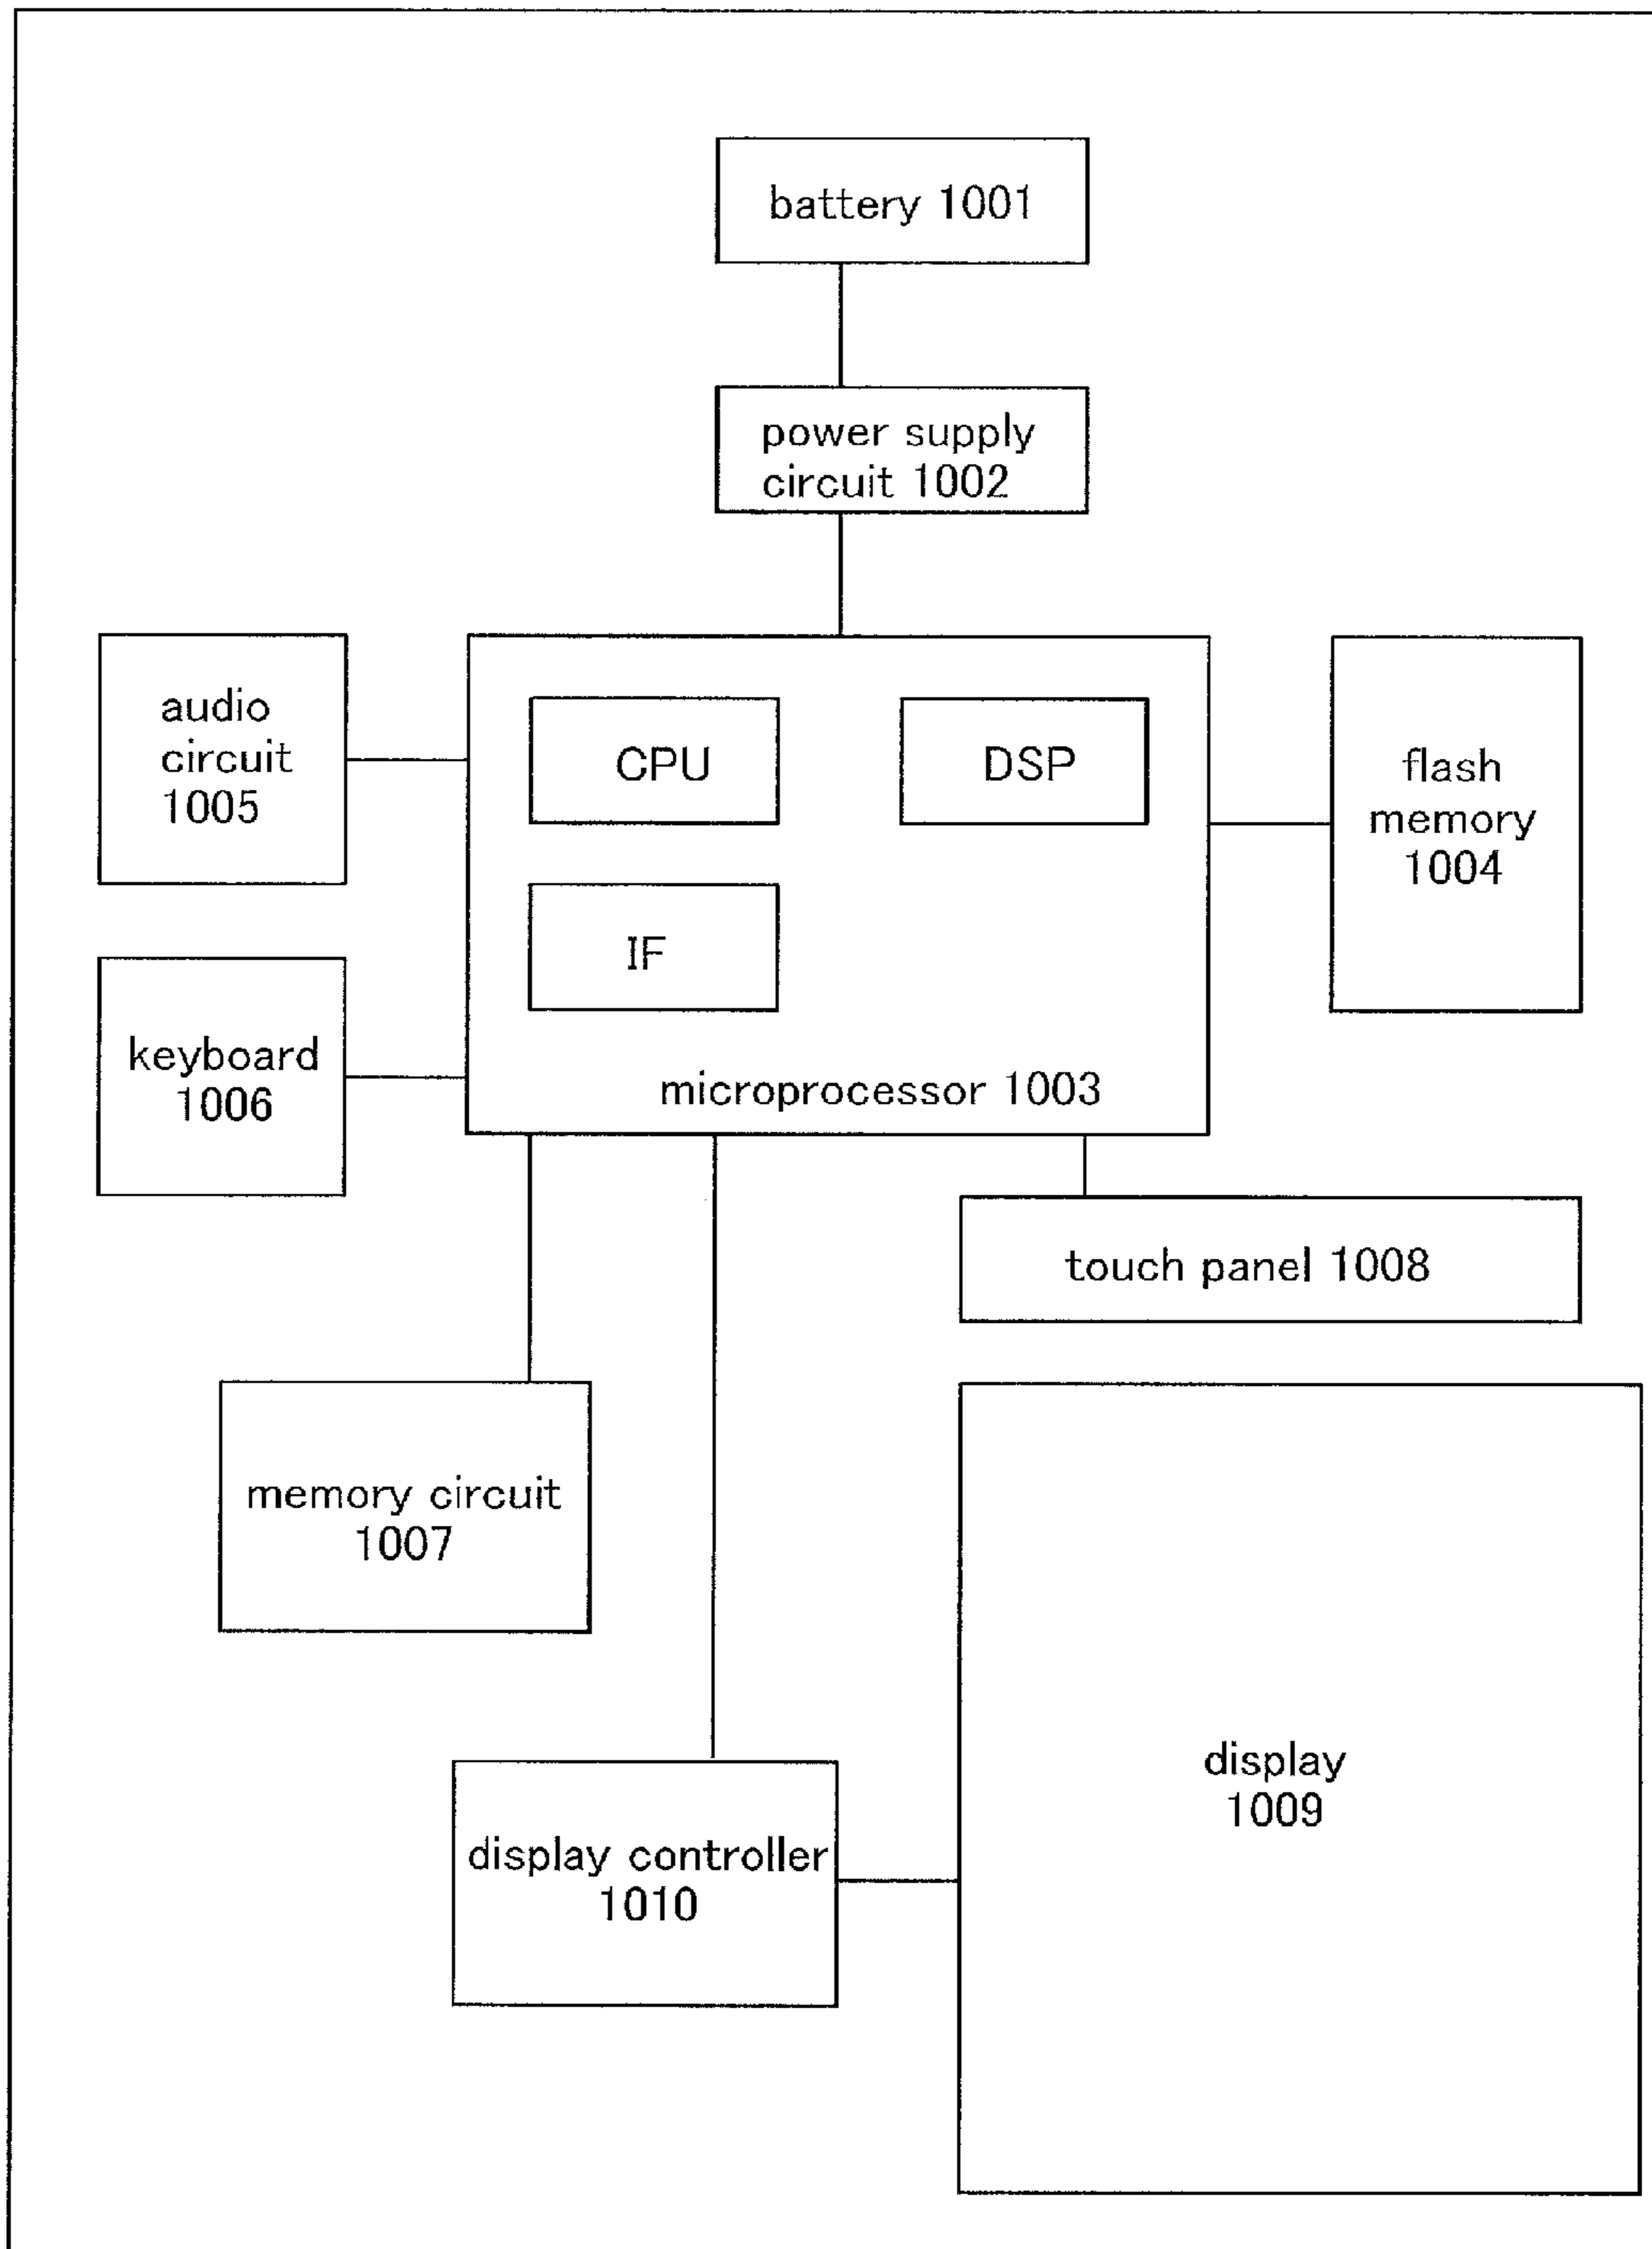 battery 1001
power supply
circuit 1002
audio
circuit
1005
CPU
DSP
flash
memory
1004
IF
keyboard
1006
microprocessor 1003
touch panel 1008
memory circuit
1007
display
1009
display controller
1010